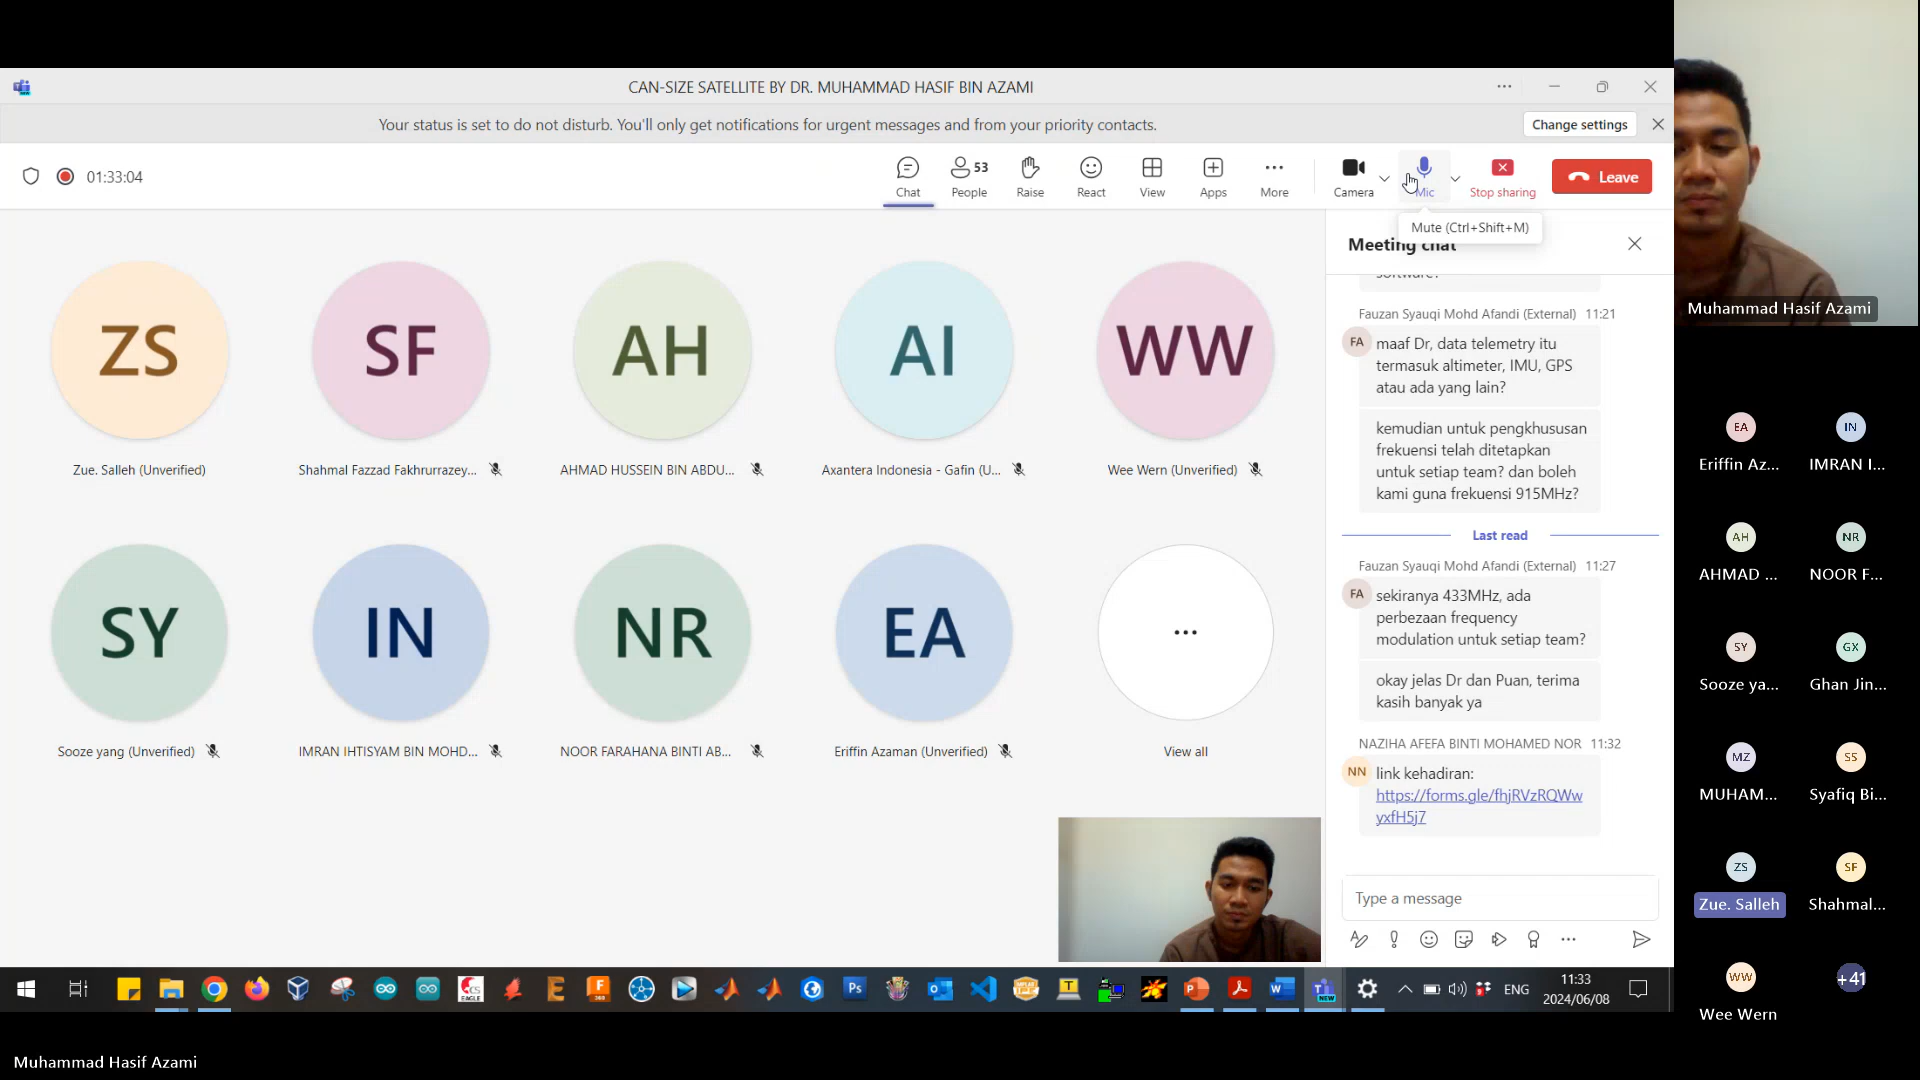 CAN-SIZE SATELLITE BY DR. MUHAMMAD HASIF BIN AZAMI
Your status is set to do not disturb. You'll only get notifications for urgent messages and from your priority contacts.
Change settings
01:33:04
Chat
53
People
Raise
React
View
Apps
More
Camera
Mic
Stop sharing
Leave
Mute (Ctrl+Shift+M)
Meeting chat
ZS
Zue. Salleh (Unverified)
SF
Shahmal Fazzad Fakhrurrazey...
AH
AHMAD HUSSEIN BIN ABDU...
AI
Axantera Indonesia - Gafin (U...
WW
Wee Wern (Unverified)
SY
Sooze yang (Unverified)
IN
IMRAN IHTISYAM BIN MOHD...
NR
NOOR FARAHANA BINTI AB...
EA
Eriffin Azaman (Unverified)
View all
software?
Fauzan Syauqi Mohd Afandi (External) 11:21
FA
maaf Dr, data telemetry itu
termasuk altimeter, IMU, GPS
atau ada yang lain?
kemudian untuk pengkhususan
frekuensi telah ditetapkan
untuk setiap team? dan boleh
kami guna frekuensi 915MHz?
Last read
Fauzan Syauqi Mohd Afandi (External) 11:27
FA
sekiranya 433MHz, ada
perbezaan frequency
modulation untuk setiap team?
okay jelas Dr dan Puan, terima
kasih banyak ya
NAZIHA AFEFA BINTI MOHAMED NOR 11:32
NN
link kehadiran:
https://forms.gle/fhjRVzRQWw
yxfH5j7
Type a message
ENG
11:33
2024/06/08
Muhammad Hasif Azami
EA
Eriffin Az...
IN
IMRAN I...
AH
AHMAD ...
NR
NOOR F...
SY
Sooze ya...
GX
Ghan Jin...
MZ
MUHAM...
SS
Syafiq Bi...
ZS
Zue. Salleh
SF
Shahmal...
WW
Wee Wern
+41
Muhammad Hasif Azami